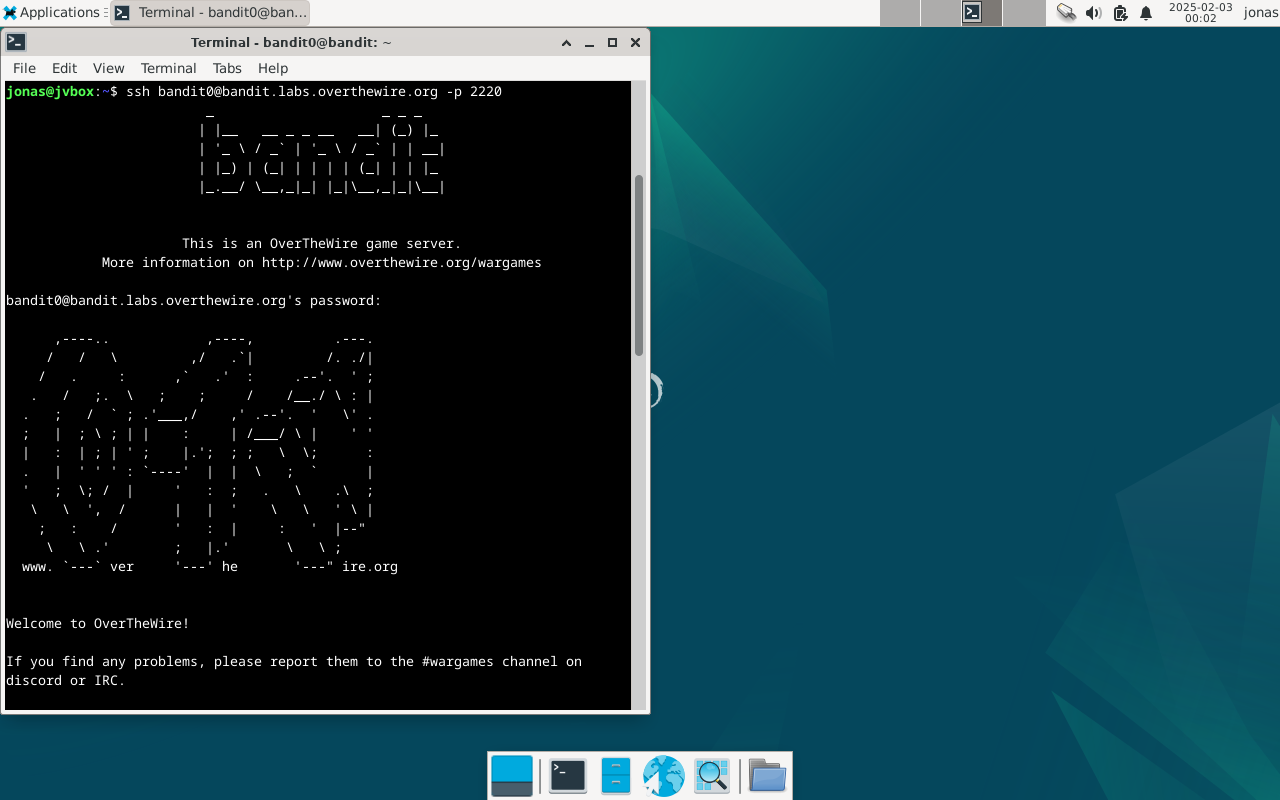 Applications
Terminal - bandit0@ban...
2025-02-03
00:02
jonas
Terminal - bandit0@bandit: ~
File Edit View Terminal Tabs Help
jonas@jvbox:~$ ssh bandit0@bandit.labs.overthewire.org -p 2220
bandit
This is an OverTheWire game server.
More information on http://www.overthewire.org/wargames
bandit0@bandit.labs.overthewire.org's password:
www. ver he ire.org
Welcome to OverTheWire!
If you find any problems, please report them to the #wargames channel on
discord or IRC.